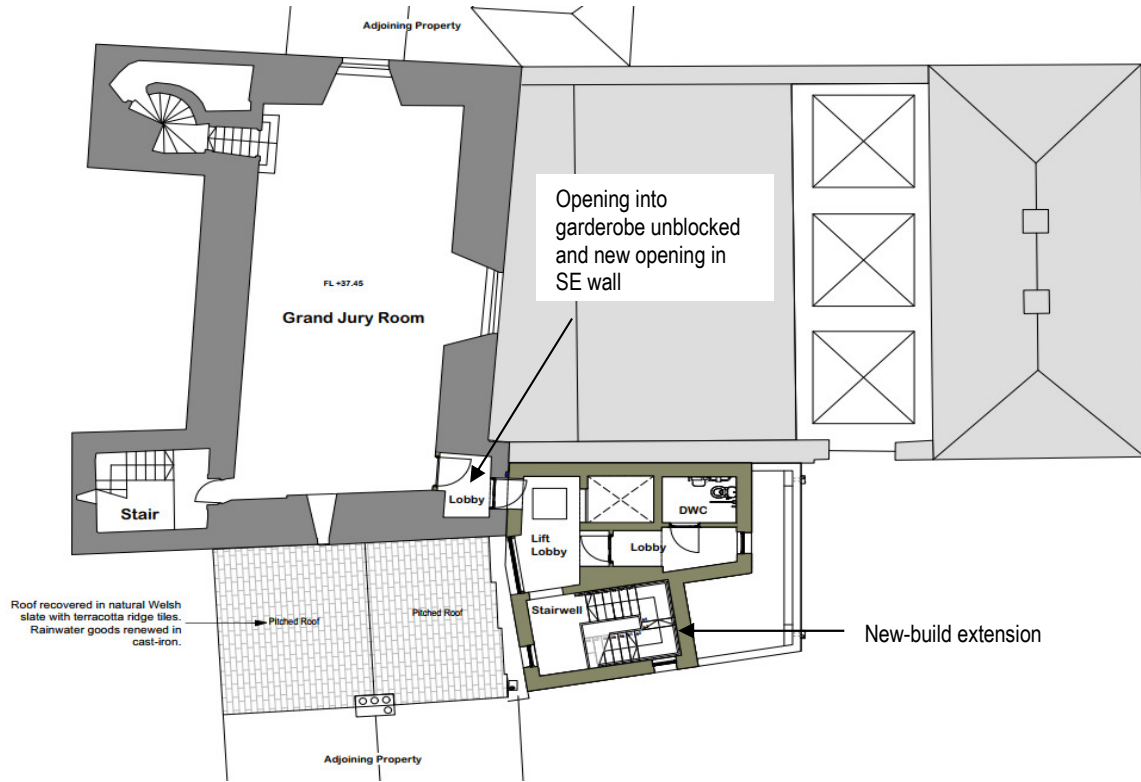 Adjoining Property
Opening into
garderobe unblocked
and new opening in
SE wall
FL +37.45
Grand Jury Room
Stair
Lobby
DWC
Lift
Lobby
Lobby
Stairwell
Roof recovered in natural Welsh
slate with terracotta ridge tiles.
Rainwater goods renewed in
cast-iron.
Pitched Roof
Pitched Roof
New-build extension
Adjoining Property